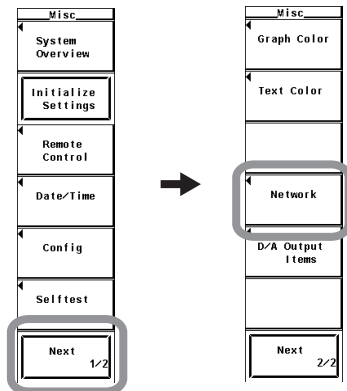 Misc
System
Overview
Initialize
Settings
Remote
Control
Date/Time
Config
Selftest
Next
1/2
Misc
Graph Color
Text Color
Network
D/A Output
Items
Next
2/2